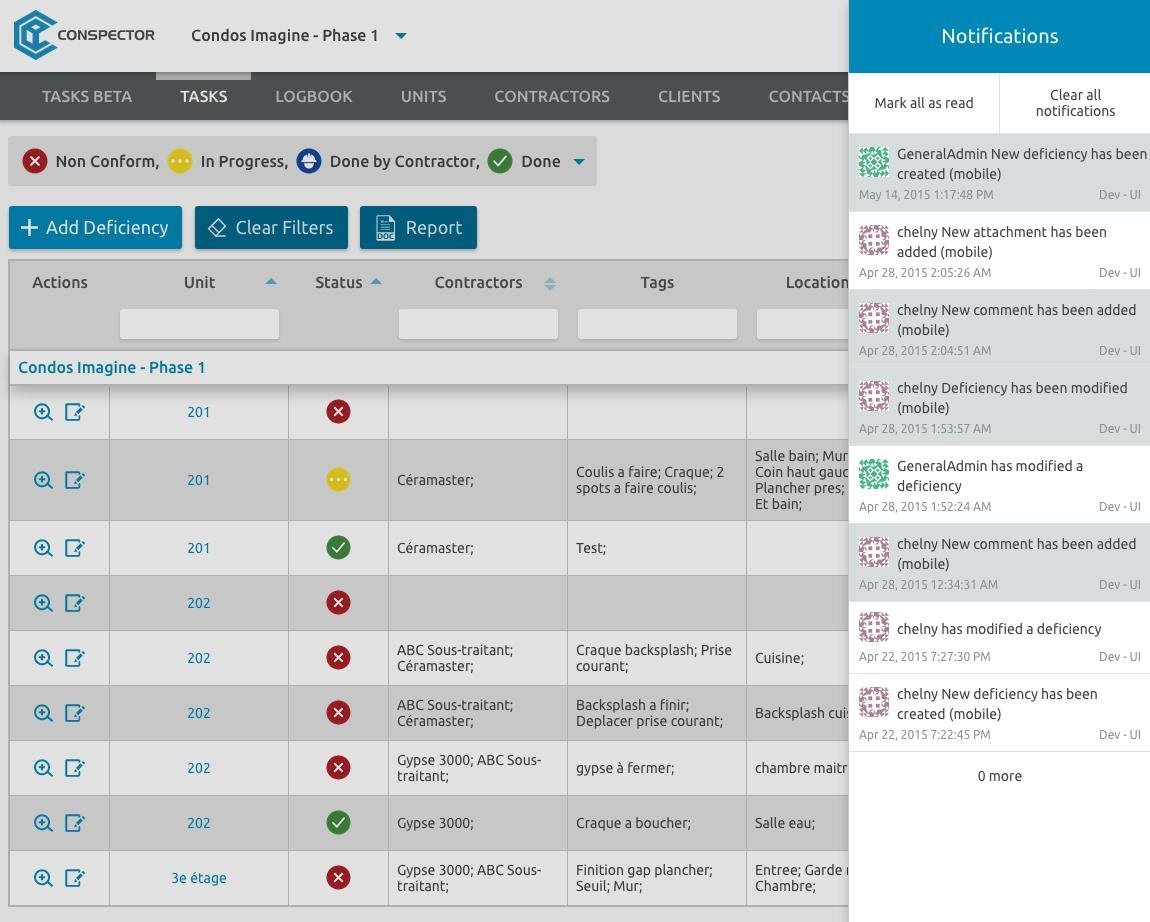 CONSPECTOR
Condos Imagine - Phase 1
TASKS BETA
TASKS
LOGBOOK
UNITS
CONTRACTORS
CLIENTS
CONTACTS
Non Conform,
In Progress,
Done by Contractor,
Done
Add Deficiency
Clear Filters
DOC
Report
Actions
Unit
Status
Contractors
Tags
Location
Condos Imagine - Phase 1
201
201
Céramaster;
Coulis a faire; Craque; 2
spots a faire coulis;
Salle bain; Mur
Coin haut gauc
Plancher pres;
Et bain;
201
Céramaster;
Test;
202
202
ABC Sous-traitant;
Céramaster;
Craque backsplash; Prise
courant;
Cuisine;
202
ABC Sous-traitant;
Céramaster;
Backsplash a finir;
Deplacer prise courant;
Backsplash cuis
202
Gypse 3000; ABC Sous-
traitant;
gypse à fermer;
chambre maitr
202
Gypse 3000;
Craque a boucher;
Salle eau;
3e étage
Gypse 3000; ABC Sous-
traitant;
Finition gap plancher;
Seuil; Mur;
Entree; Garde
Chambre;
Notifications
Mark all as read
Clear all
notifications
GeneralAdmin New deficiency has been
created (mobile)
May 14, 2015 1:17:48 PM
Dev - UI
chelny New attachment has been
added (mobile)
Apr 28, 2015 2:05:26 AM
Dev - UI
chelny New comment has been added
(mobile)
Apr 28, 2015 2:04:51 AM
Dev - UI
chelny Deficiency has been modified
(mobile)
Apr 28, 2015 1:53:57 AM
Dev - UI
GeneralAdmin has modified a
deficiency
Apr 28, 2015 1:52:24 AM
Dev - UI
chelny New comment has been added
(mobile)
Apr 28, 2015 12:34:31 AM
Dev - UI
chelny has modified a deficiency
Apr 22, 2015 7:27:30 PM
Dev - UI
chelny New deficiency has been
created (mobile)
Apr 22, 2015 7:22:45 PM
Dev - UI
0 more